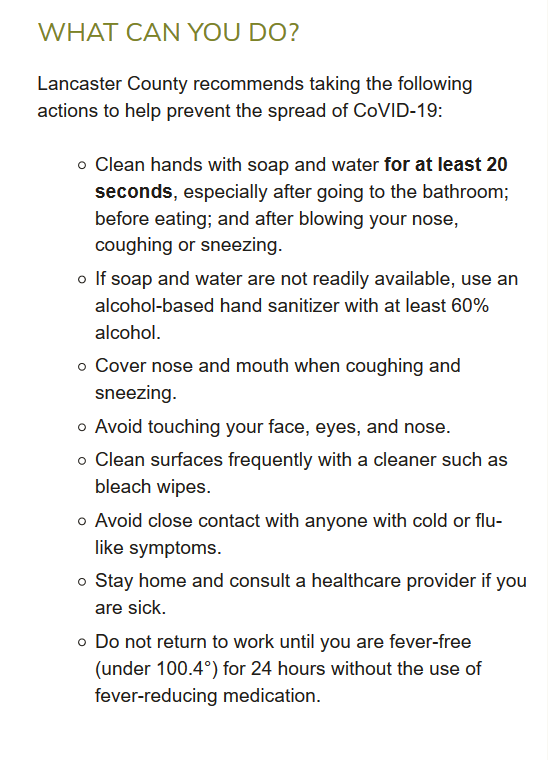 WHAT CAN YOU DO?
Lancaster County recommends taking the following
actions to help prevent the spread of CoVID-19:
Clean hands with soap and water for at least 20
seconds, especially after going to the bathroom;
before eating; and after blowing your nose,
coughing or sneezing.
If soap and water are not readily available, use an
alcohol-based hand sanitizer with at least 60%
alcohol.
Cover nose and mouth when coughing and
sneezing.
Avoid touching your face, eyes, and nose.
Clean surfaces frequently with a cleaner such as
bleach wipes.
Avoid close contact with anyone with cold or flu-
like symptoms.
Stay home and consult a healthcare provider if you
are sick.
Do not return to work until you are fever-free
(under 100.4°) for 24 hours without the use of
fever-reducing medication.